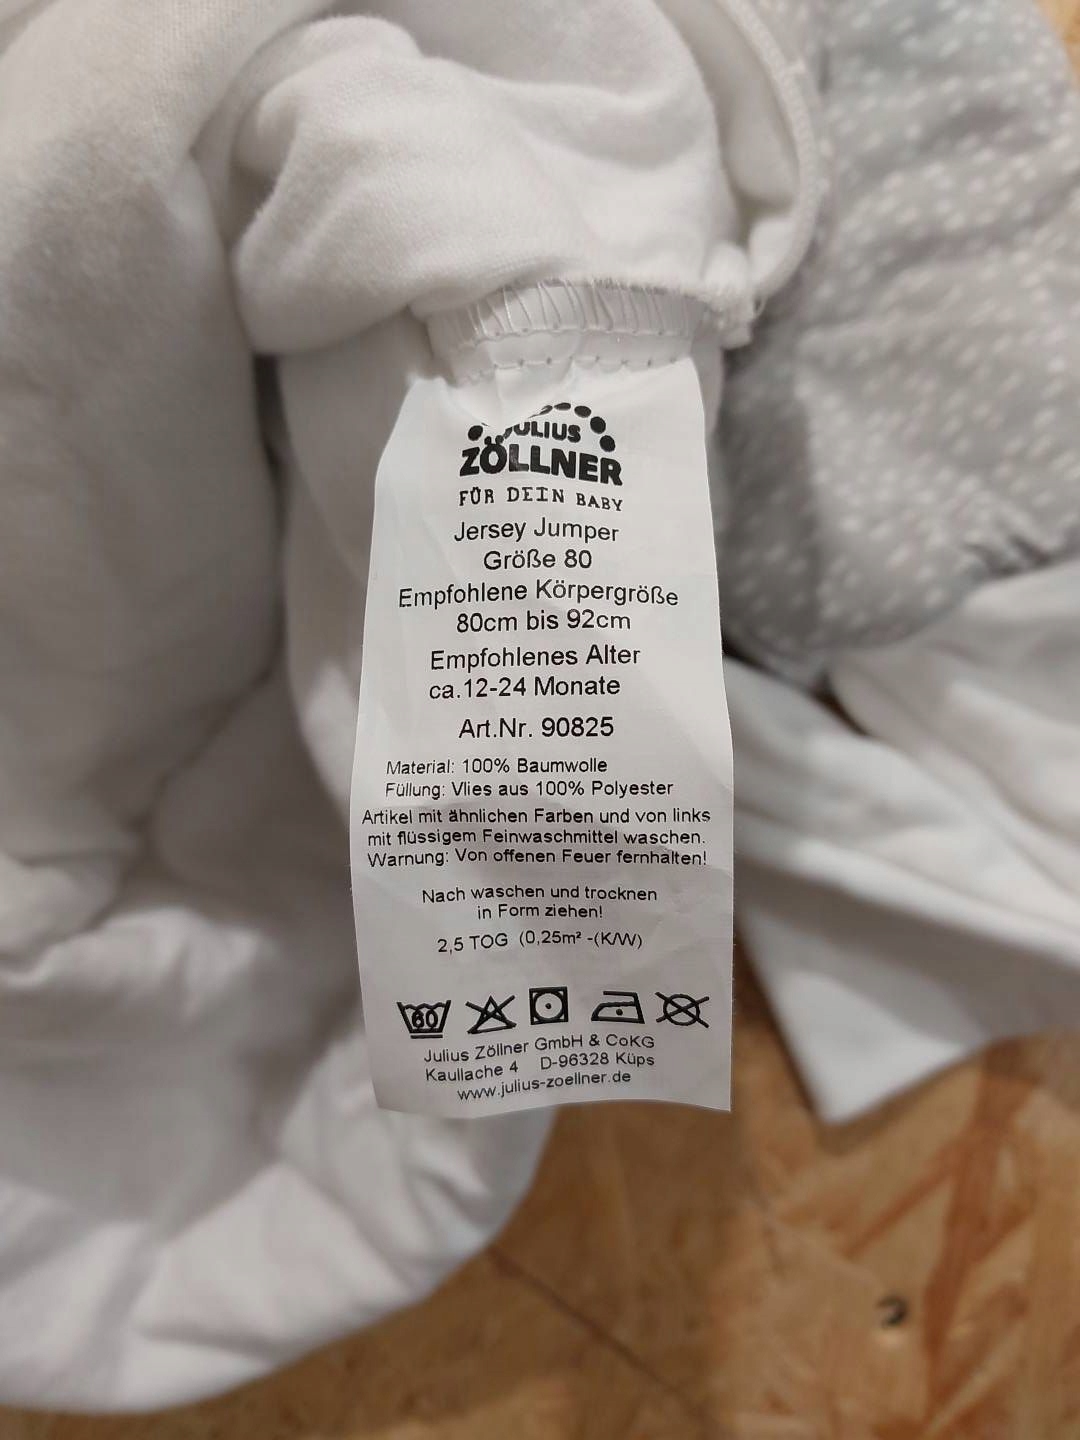 JULIUS
ZÖLLNER
FÜR DEIN BABY
Jersey Jumper
Größe 80
Empfohlene Körpergröße
80cm bis 92cm
Empfohlenes Alter
ca.12-24 Monate
Art.Nr. 90825
Material: 100% Baumwolle
Füllung: Vlies aus 100% Polyester
Artikel mit ähnlichen Farben und von links
mit flüssigem Feinwaschmittel waschen.
Warnung: Von offenen Feuer fernhalten!
Nach waschen und trocknen
in Form ziehen!
2,5 TOG (0,25m² -(K/W)
60
Julius Zöllner GmbH & CoKG
Kaullache 4 D-96328 Küps
www.julius-zoellner.de